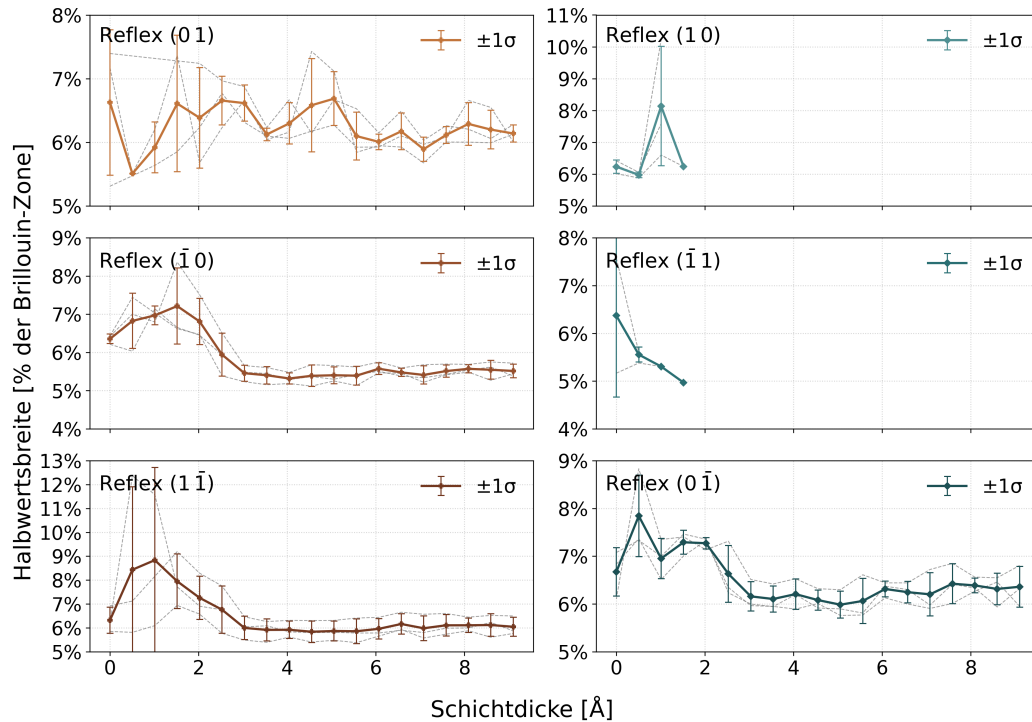 Halbwertsbreite [% der Brillouin-Zone]
8%
7%
6%
5%
Reflex (0 1)
±1σ
11%
10%
9%
8%
7%
6%
5%
Reflex (1 0)
±1σ
9%
8%
7%
6%
5%
4%
Reflex (1̄ 0)
±1σ
8%
7%
6%
5%
4%
Reflex (1̄ 1)
±1σ
13%
12%
11%
10%
9%
8%
7%
6%
5%
Reflex (1 1̄)
±1σ
0 2 4 6 8
9%
8%
7%
6%
5%
Reflex (0 1̄)
±1σ
0 2 4 6 8
Schichtdicke [Å]